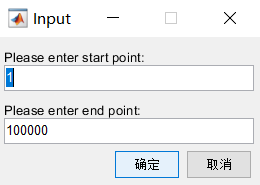 Input
Please enter start point:
1
Please enter end point:
100000
确定 取消